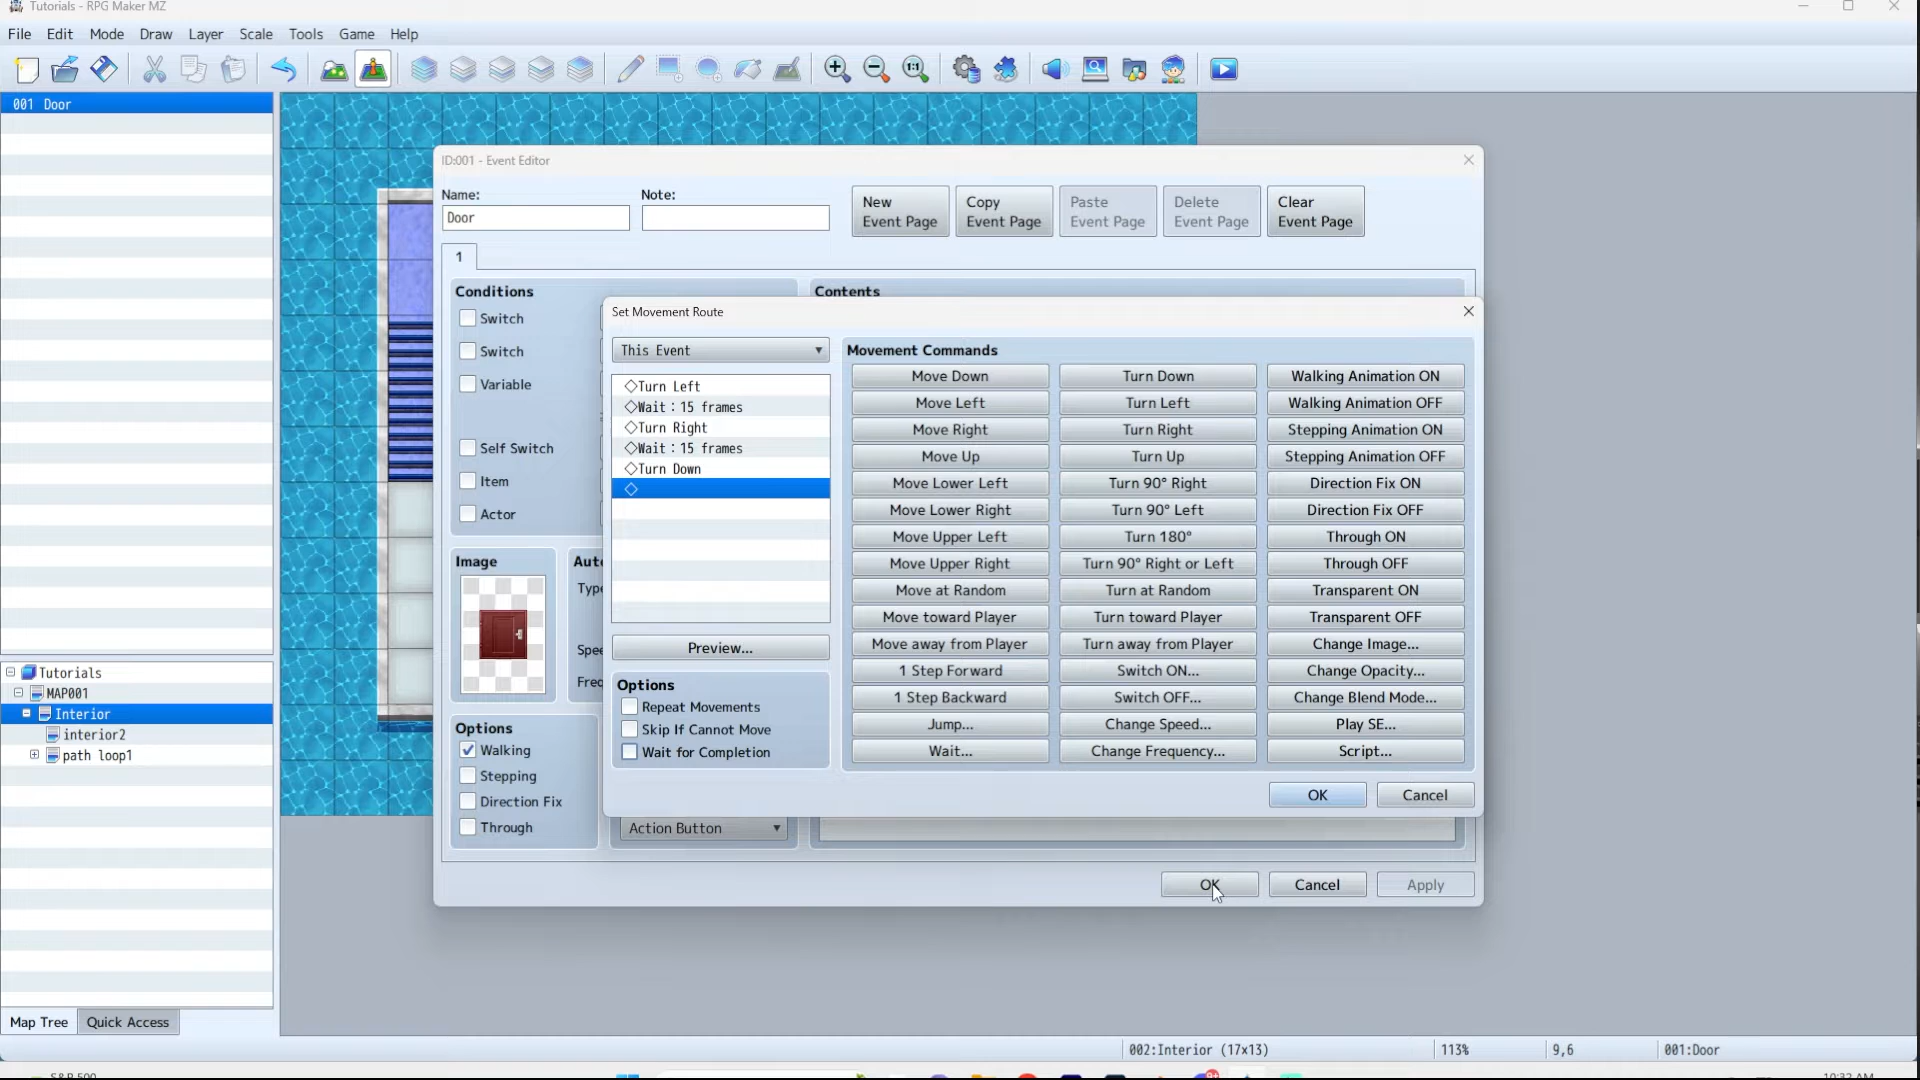 Tutorials - RPG Maker MZ
File Edit Mode Draw Layer Scale Tools Game Help
001 Door
ID:001 - Event Editor
Name:
Note:
Door
New
Event Page
Copy
Event Page
Paste
Event Page
Delete
Event Page
Clear
Event Page
1
Conditions
Contents
Switch
Switch
Variable
Self Switch
Item
Actor
Image
Options
Walking
Stepping
Direction Fix
Through
Action Button
OK
Cancel
Apply
Set Movement Route
This Event
◇Turn Left
◇Wait：15 frames
◇Turn Right
◇Wait：15 frames
◇Turn Down
◇
Preview...
Options
Repeat Movements
Skip If Cannot Move
Wait for Completion
Movement Commands
Move Down Turn Down Walking Animation ON
Move Left Turn Left Walking Animation OFF
Move Right Turn Right Stepping Animation ON
Move Up Turn Up Stepping Animation OFF
Move Lower Left Turn 90° Right Direction Fix ON
Move Lower Right Turn 90° Left Direction Fix OFF
Move Upper Left Turn 180° Through ON
Move Upper Right Turn 90° Right or Left Through OFF
Move at Random Turn at Random Transparent ON
Move toward Player Turn toward Player Transparent OFF
Move away from Player Turn away from Player Change Image...
1 Step Forward Switch ON... Change Opacity...
1 Step Backward Switch OFF... Change Blend Mode...
Jump... Change Speed... Play SE...
Wait... Change Frequency... Script...
OK Cancel
Tutorials
MAP001
Interior
interior2
path loop1
Map Tree Quick Access
002:Interior (17x13) 113% 9,6 001:Door
S&P 500
10:32 AM